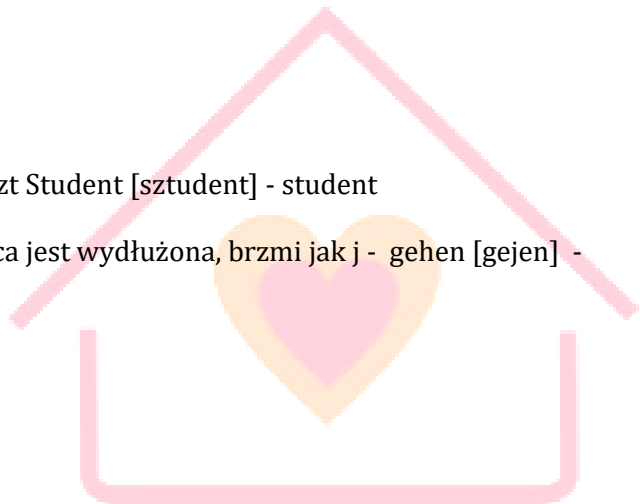 zt Student [sztudent] - student
ca jest wydłużona, brzmi jak j - gehen [gejen] -